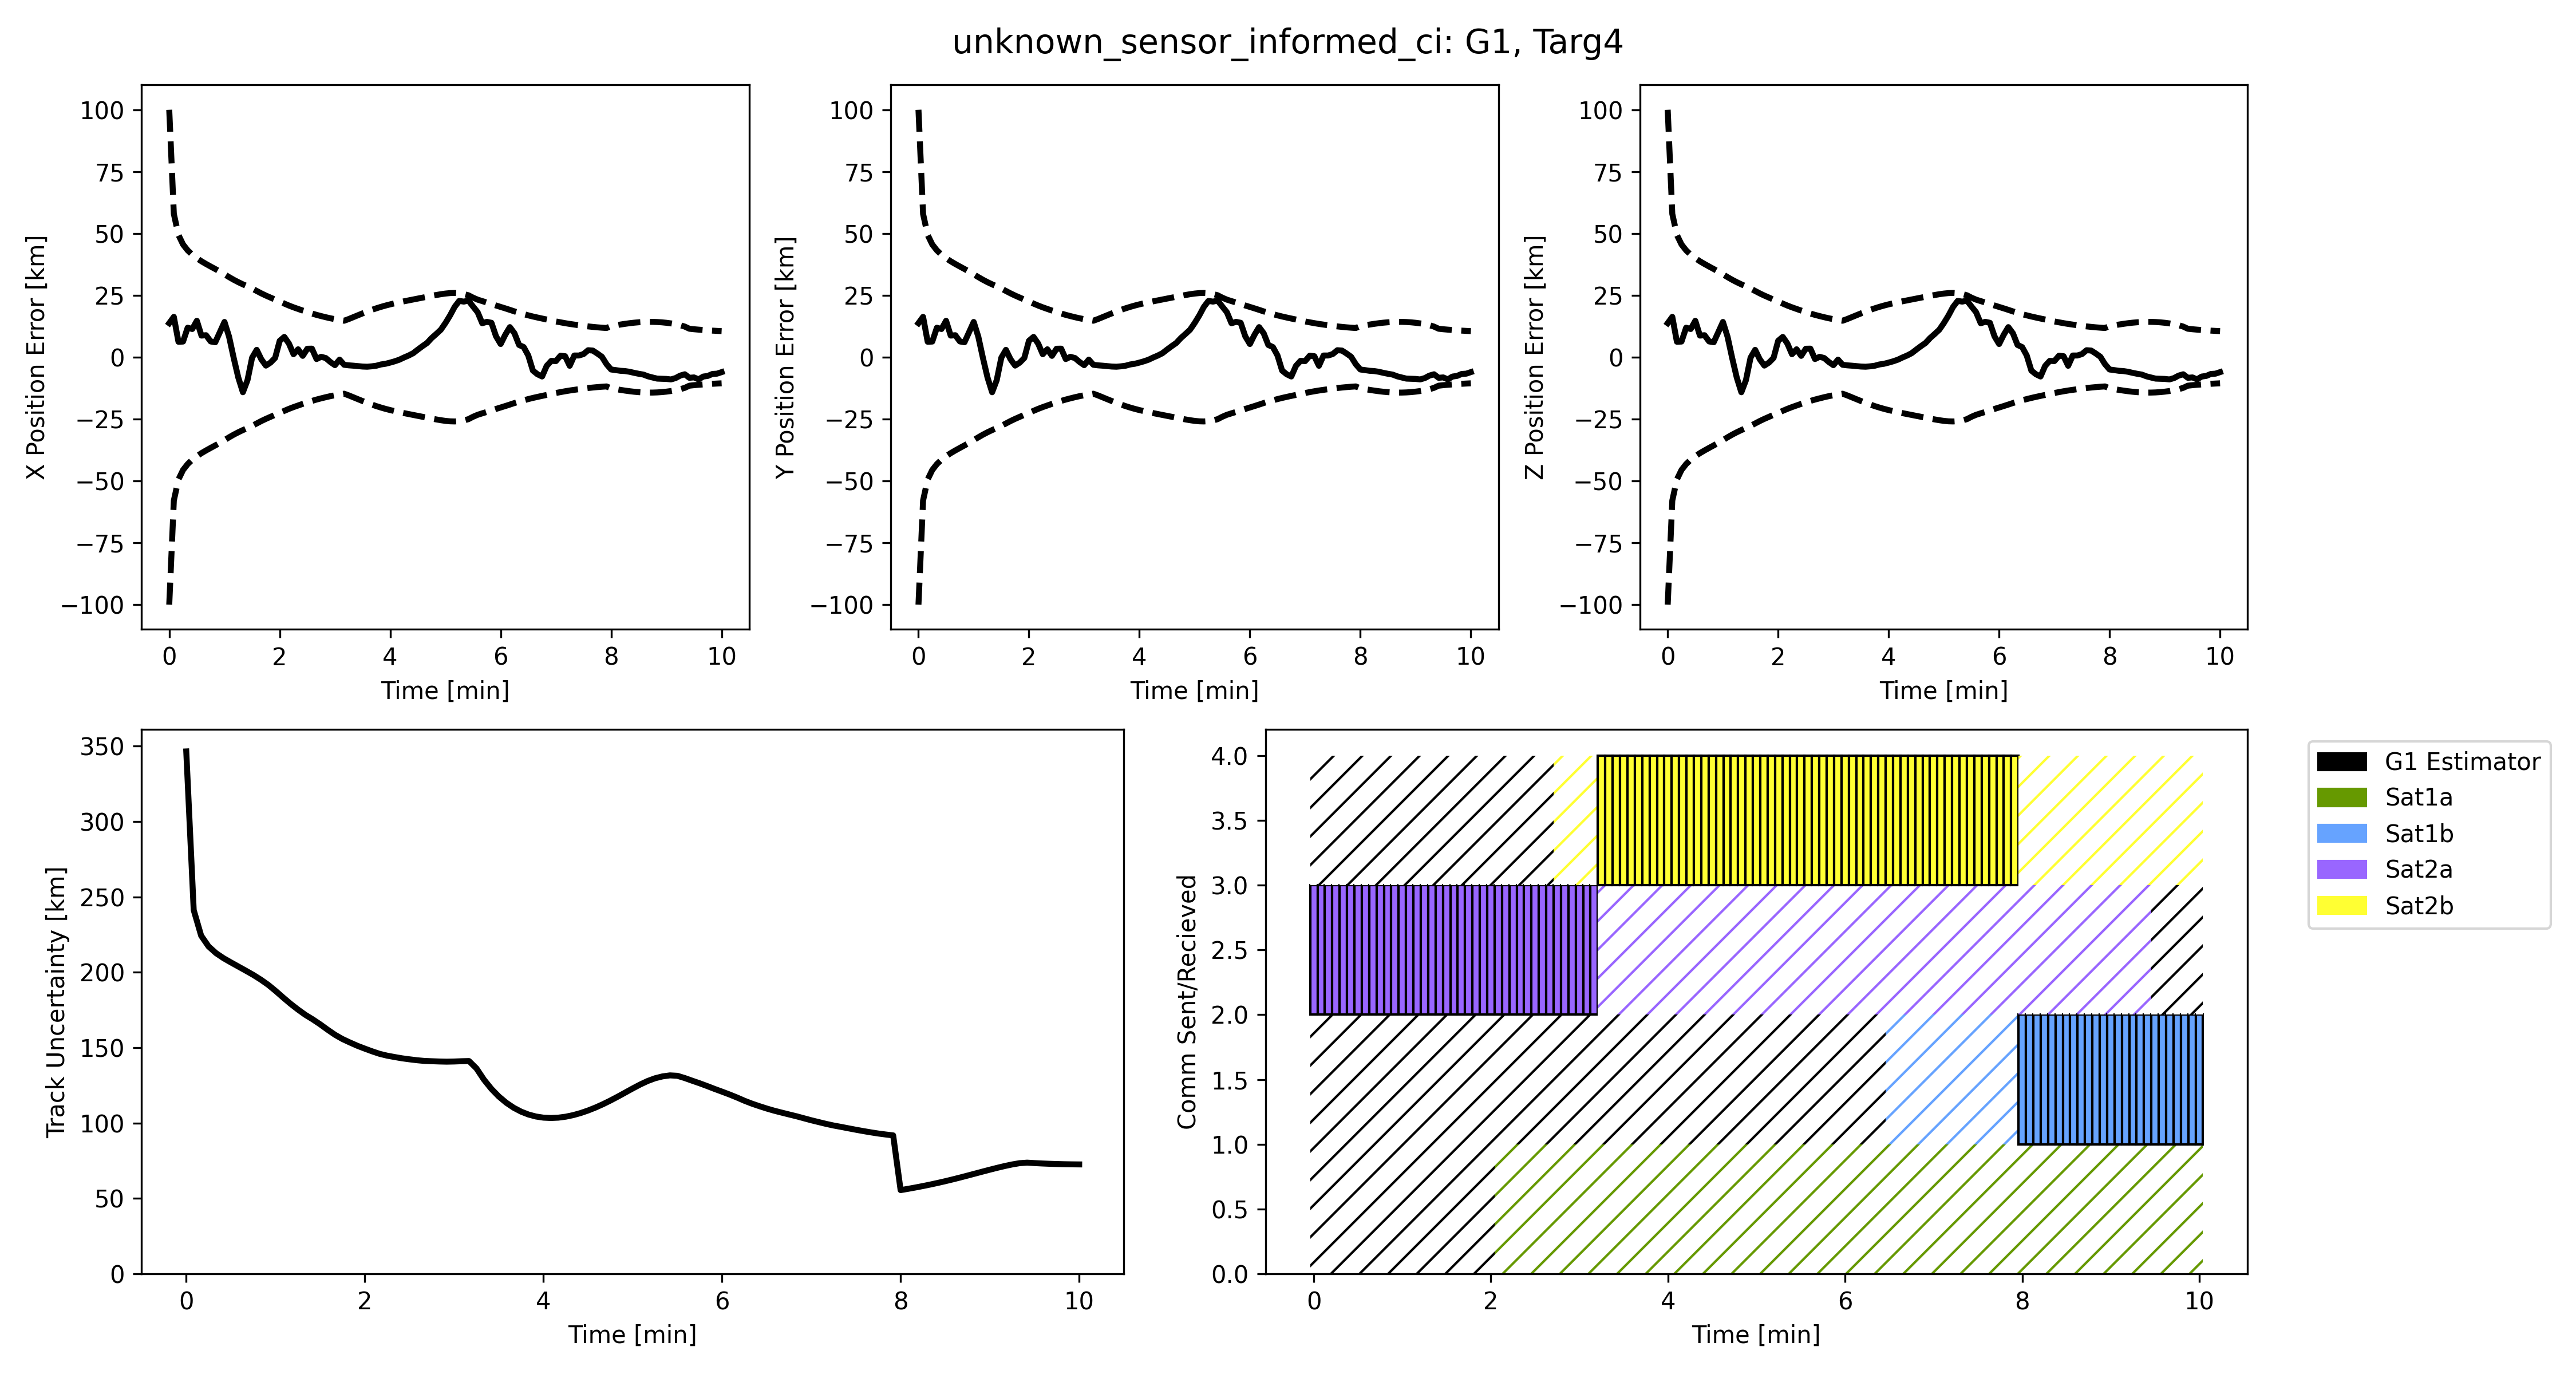 unknown_sensor_informed_ci: G1, Targ4
X Position Error [km]
100
75
50
25
0
−25
−50
−75
−100
0 2 4 6 8 10
Time [min]
Y Position Error [km]
100
75
50
25
0
−25
−50
−75
−100
0 2 4 6 8 10
Time [min]
Z Position Error [km]
100
75
50
25
0
−25
−50
−75
−100
0 2 4 6 8 10
Time [min]
Track Uncertainty [km]
350
300
250
200
150
100
50
0
0 2 4 6 8 10
Time [min]
Comm Sent/Recieved
4.0
3.5
3.0
2.5
2.0
1.5
1.0
0.5
0.0
0 2 4 6 8 10
Time [min]
G1 Estimator
Sat1a
Sat1b
Sat2a
Sat2b